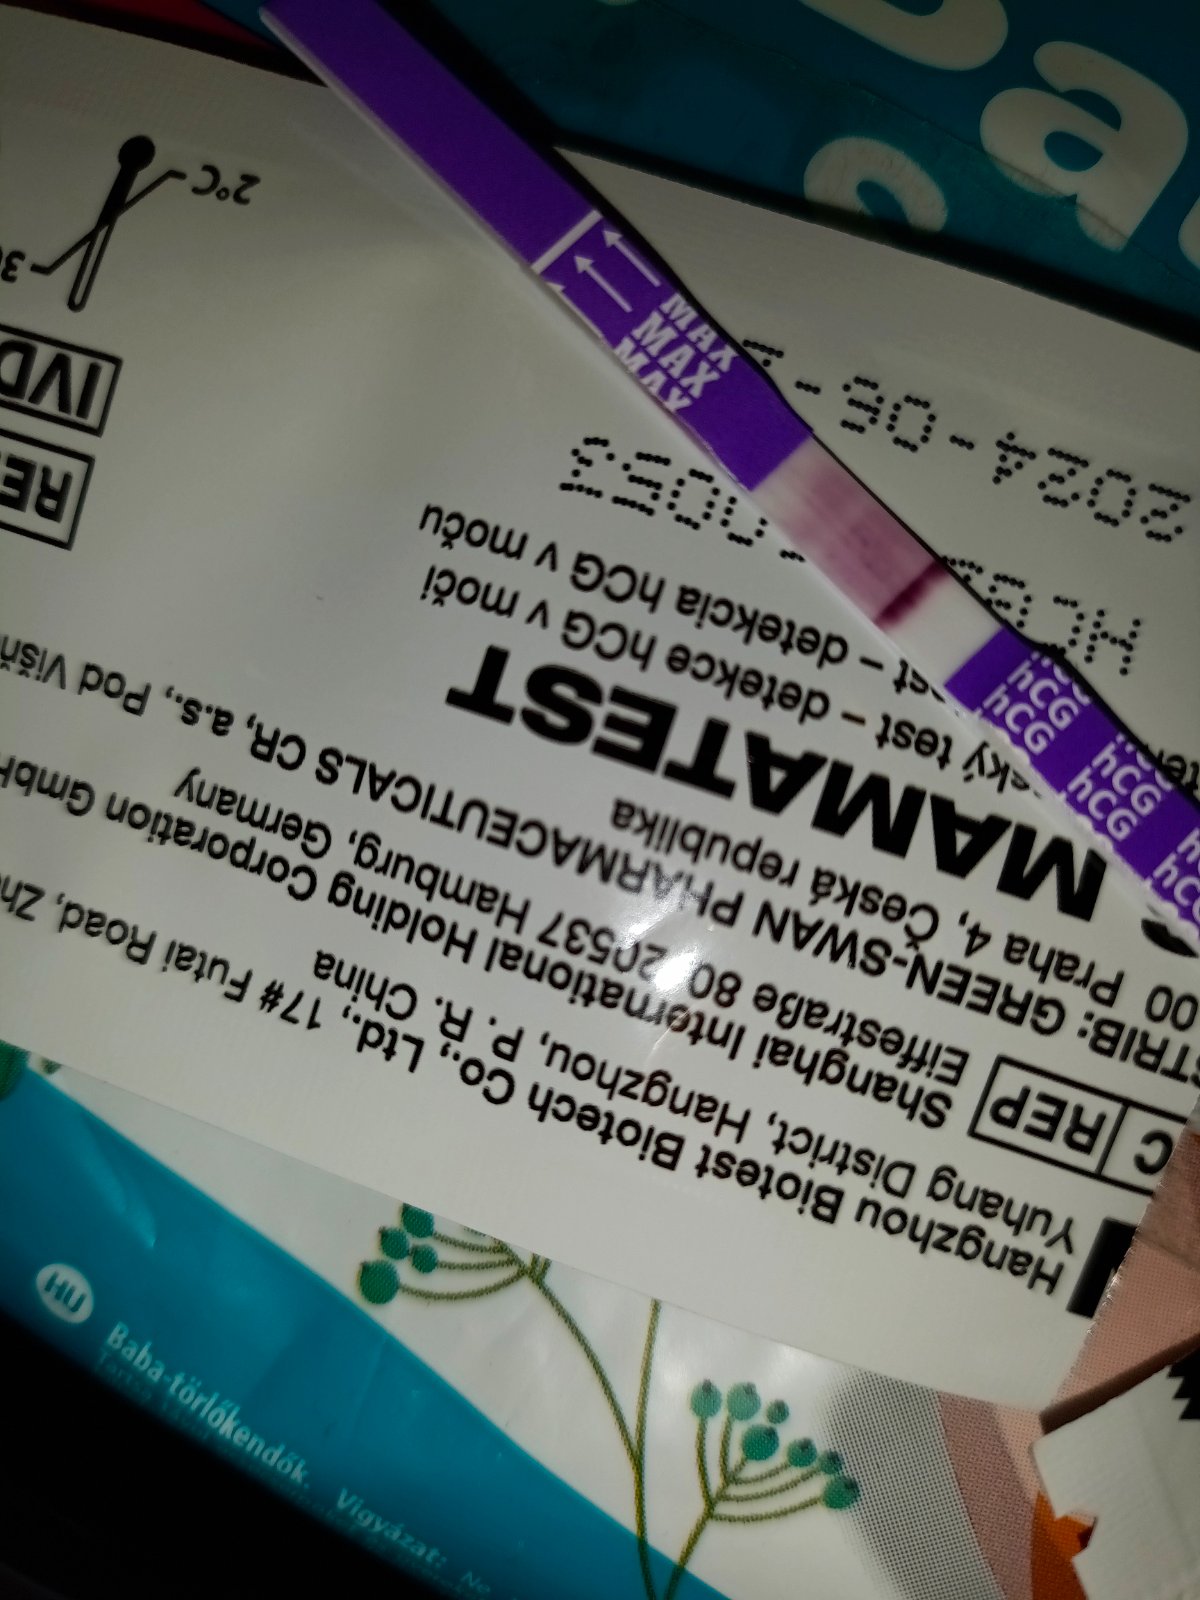 2°C
IVD
MAX
MAX
MAX
2024-06-
0053
detekcia hCG v moču
test – detekce hCG v moči
MAMATEST
hCG
hCG
hCG
hCG
hCG
STRIB: GREEN-SWAN PHARMACEUTICALS CR, a.s., Pod Višň
00 Praha 4, Česká republika
REP
Shanghai International Holding Corporation GmbH
Eiffestraße 80, 20537 Hamburg, Germany
Hangzhou Biotest Biotech Co., Ltd., 17# Futai Road, Zh
Yuhang District, Hangzhou, P. R. China
HU
Baba-törlőkendők.
Vigyázat: Ne